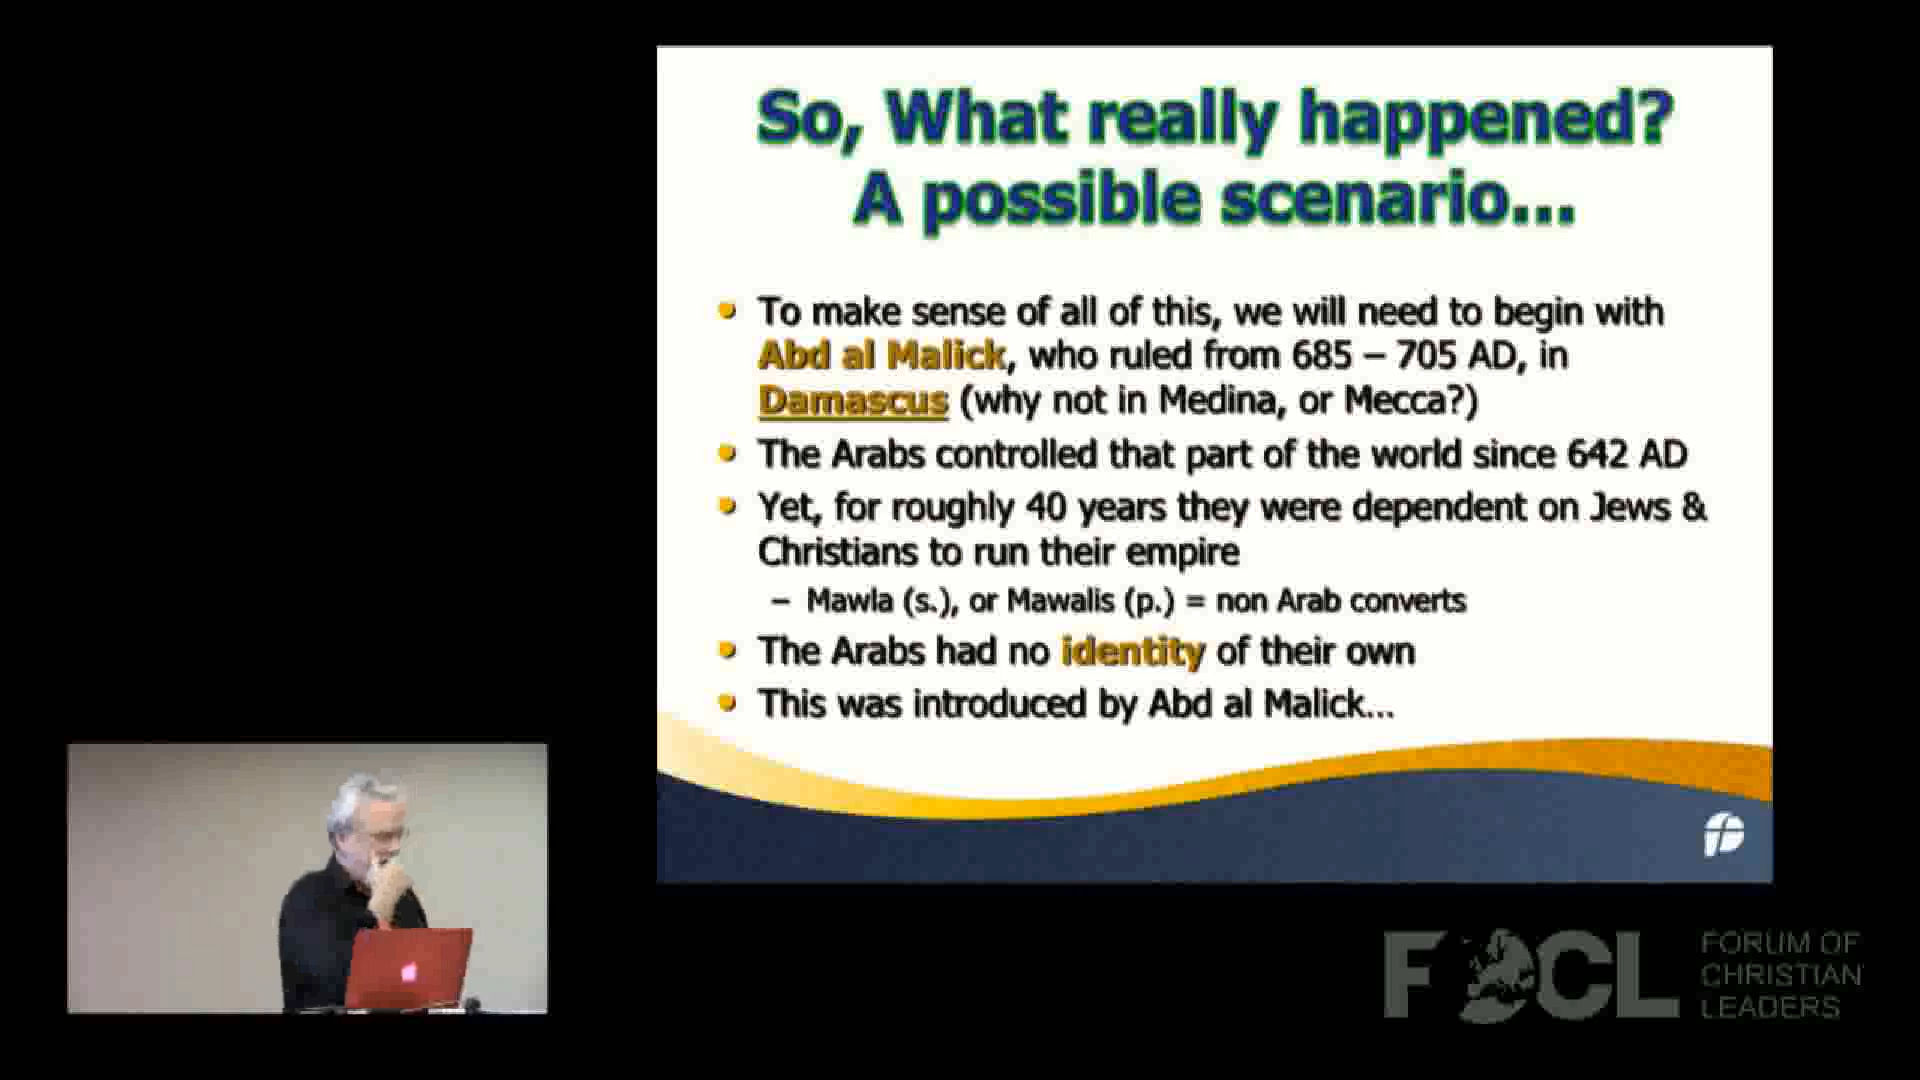 So, What really happened?
A possible scenario...
To make sense of all of this, we will need to begin with
Abd al Malick, who ruled from 685 – 705 AD, in
Damascus (why not in Medina, or Mecca?)
The Arabs controlled that part of the world since 642 AD
Yet, for roughly 40 years they were dependent on Jews &
Christians to run their empire
– Mawla (s.), or Mawalis (p.) = non Arab converts
The Arabs had no identity of their own
This was introduced by Abd al Malick...
FOCL
FORUM OF
CHRISTIAN
LEADERS